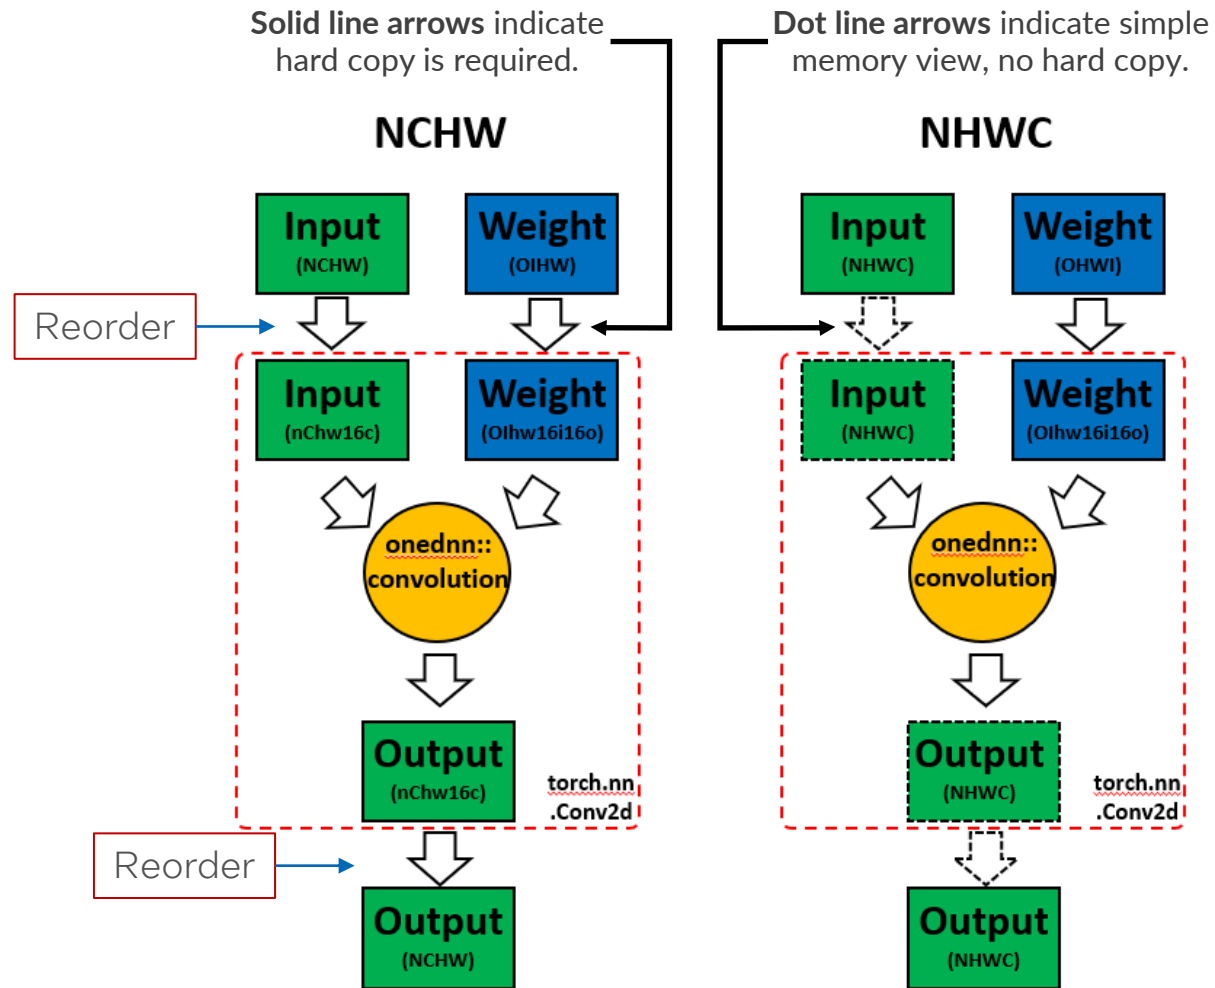 Solid line arrows indicate
hard copy is required.
Dot line arrows indicate simple
memory view, no hard copy.
NCHW
NHWC
Input
(NCHW)
Weight
(OIHW)
Input
(NHWC)
Weight
(OHWI)
Reorder
Input
(nChw16c)
Weight
(OIhw16i16o)
Input
(NHWC)
Weight
(OIhw16i16o)
onednn::
convolution
onednn::
convolution
Output
(nChw16c)
torch.nn
.Conv2d
Output
(NHWC)
torch.nn
.Conv2d
Reorder
Output
(NCHW)
Output
(NHWC)